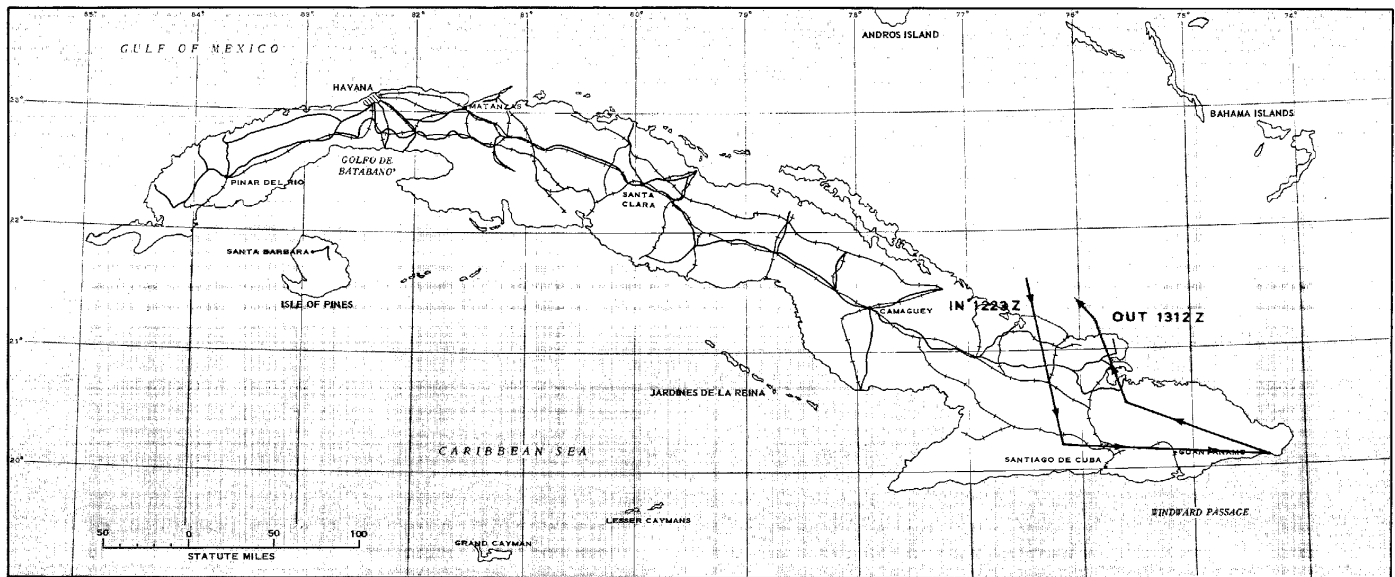 84° 83° 82° 81° 80° 79° 78° 77° 76° 75° 74°
GULF OF MEXICO
ANDROS ISLAND
HAVANA
23°
MATANZAS
BAHAMA ISLANDS
GOLFO DE
BATABANO
PINAR DEL RIO
SANTA
CLARA
22°
SANTA BARBARA
ISLE OF PINES
CAMAGUEY
IN 1223 Z
OUT 1312 Z
21°
JARDINES DE LA REINA
CARIBBEAN SEA
SANTIAGO DE CUBA
GUANTANAMO
20°
WINDWARD PASSAGE
LESSER CAYMANS
GRAND CAYMAN
50 0 50 100
STATUTE MILES